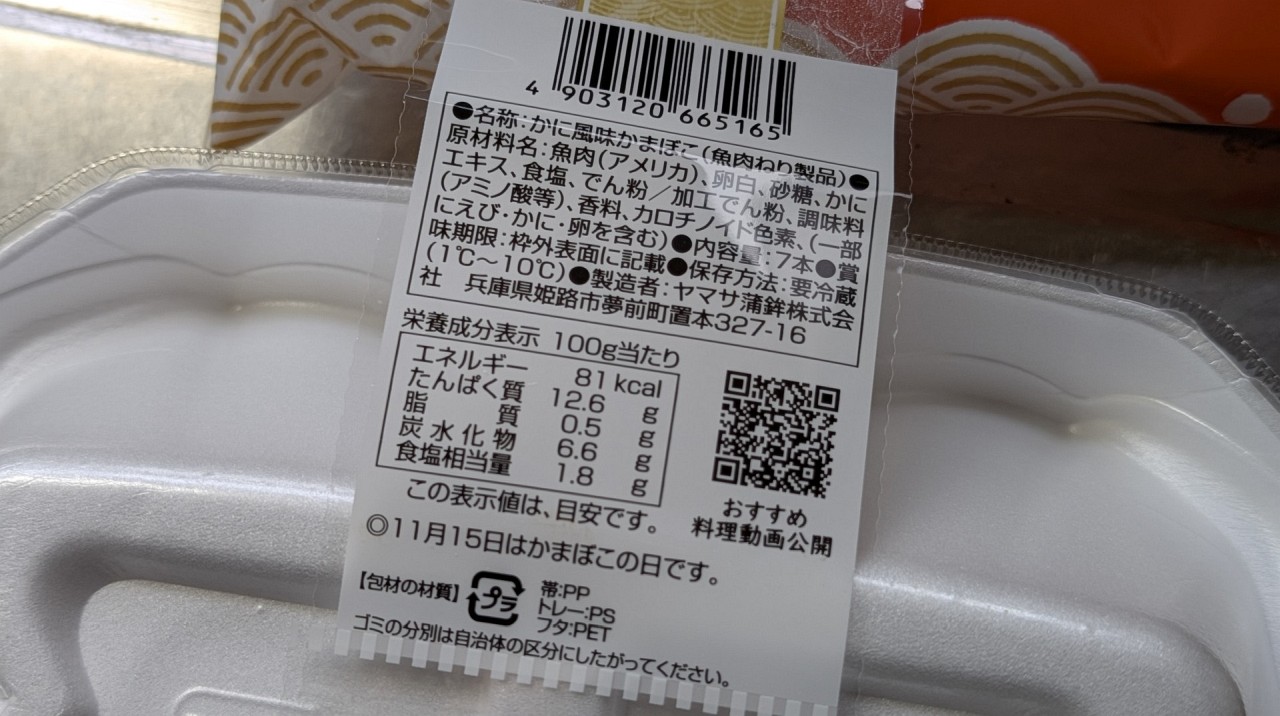 4 903120 665165
●名称:かに風味かまぼこ(魚肉ねり製品)●
原材料名:魚肉(アメリカ)、卵白、砂糖、かに
エキス、食塩、でん粉/加工でん粉、調味料
(アミノ酸等)、香料、カロチノイド色素、(一部
にえび・かに・卵を含む)●内容量:7本●賞
味期限:枠外表面に記載●保存方法:要冷蔵
(1℃〜10℃)●製造者:ヤマサ蒲鉾株式会
社 兵庫県姫路市夢前町置本327-16
栄養成分表示 100g当たり
エネルギー 81kcal
たんぱく質 12.6 g
脂質 0.5 g
炭水化物 6.6 g
食塩相当量 1.8 g
この表示値は、目安です。
おすすめ
料理動画公開
◎11月15日はかまぼこの日です。
【包材の材質】 プラ 帯:PP
トレー:PS
フタ:PET
ゴミの分別は自治体の区分にしたがってください。